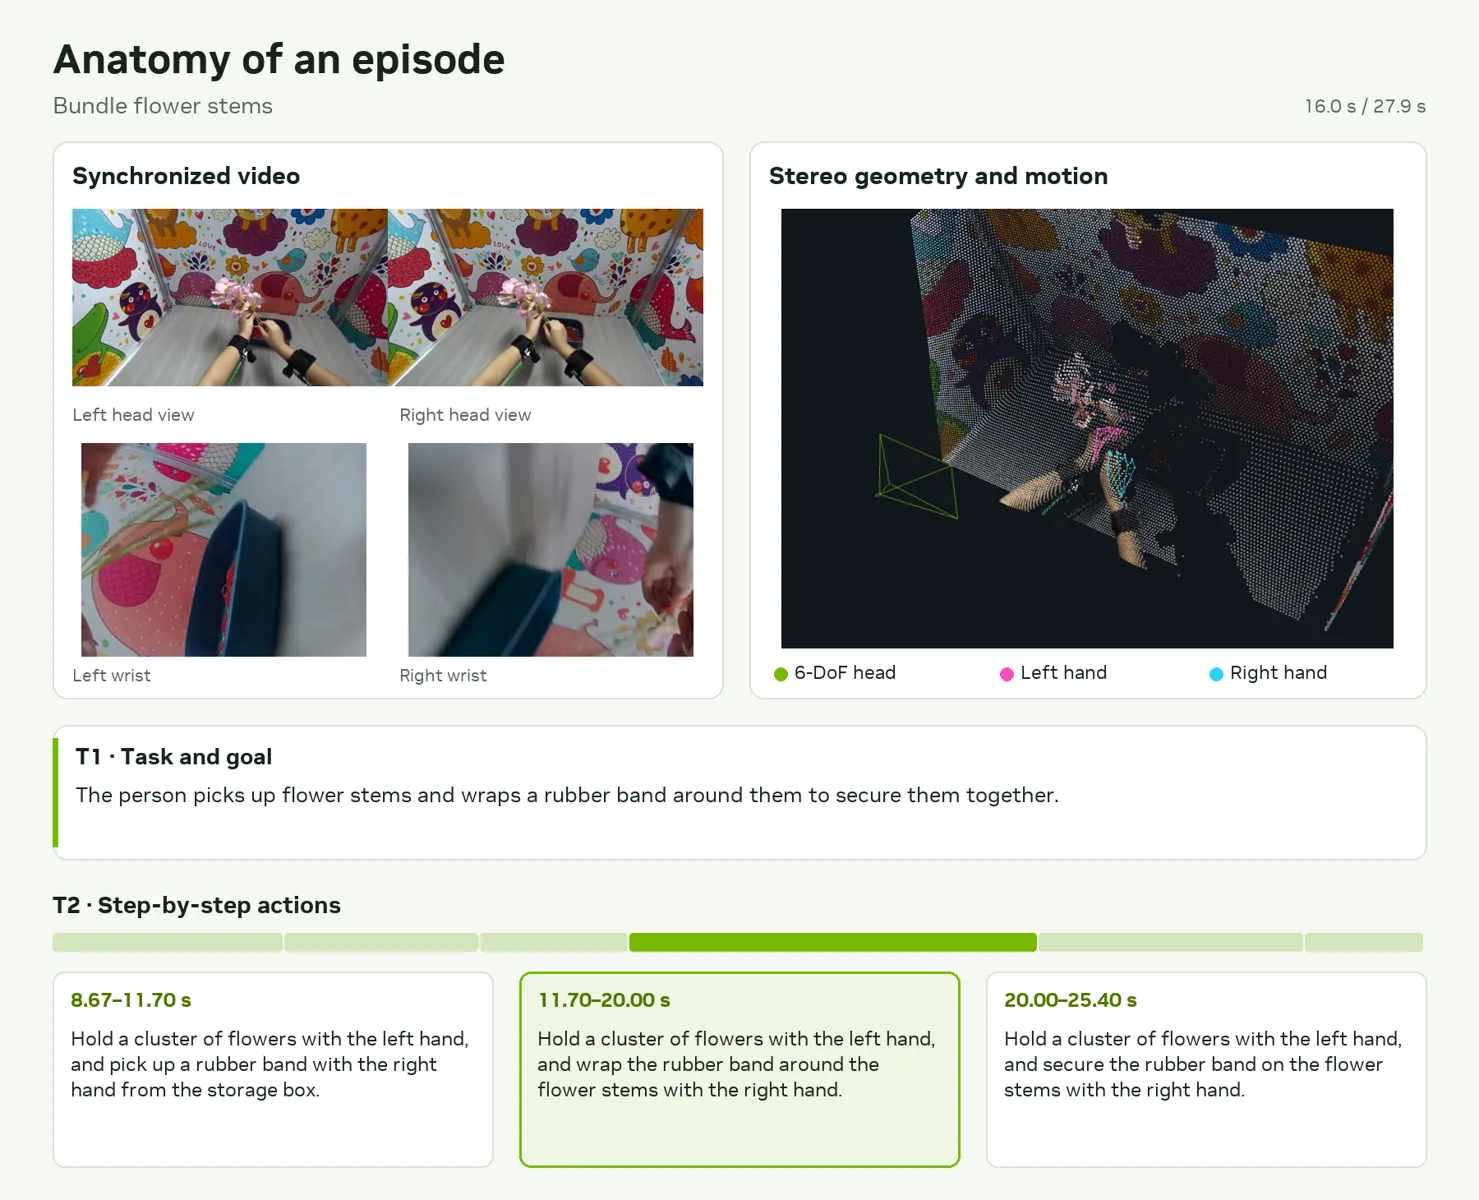 Anatomy of an episode
Bundle flower stems
16.0 s / 27.9 s
Synchronized video
LOVE
LOVE
Left head view
Right head view
Left wrist
Right wrist
Stereo geometry and motion
6-DoF head
Left hand
Right hand
T1 · Task and goal
The person picks up flower stems and wraps a rubber band around them to secure them together.
T2 · Step-by-step actions
8.67–11.70 s
Hold a cluster of flowers with the left hand,
and pick up a rubber band with the right
hand from the storage box.
11.70–20.00 s
Hold a cluster of flowers with the left hand,
and wrap the rubber band around the
flower stems with the right hand.
20.00–25.40 s
Hold a cluster of flowers with the left hand,
and secure the rubber band on the flower
stems with the right hand.